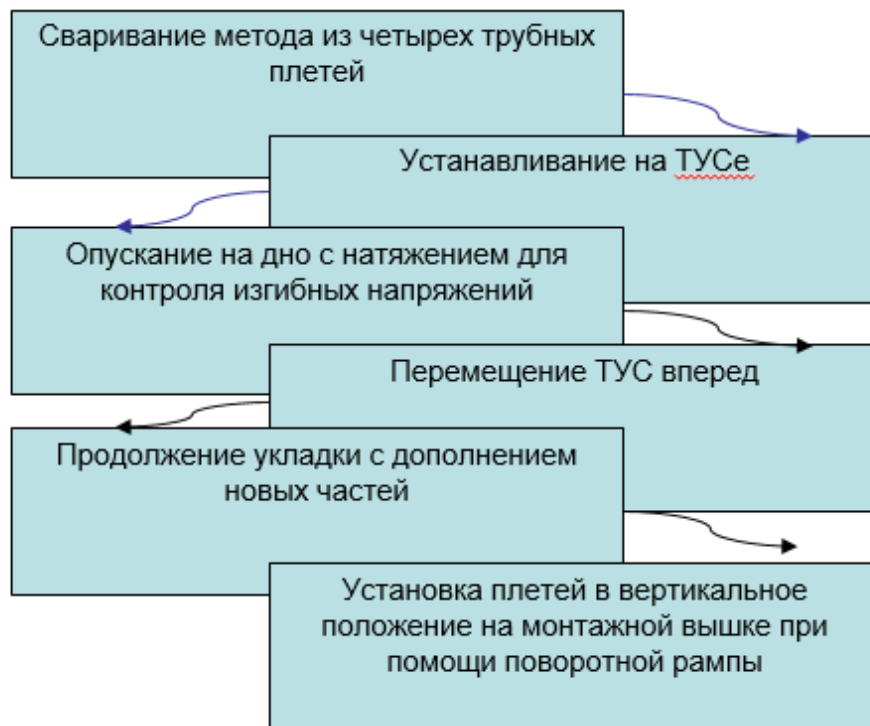 Сваривание метода из четырех трубных
плетей
Устанавливание на ТУСе
Опускание на дно с натяжением для
контроля изгибных напряжений
Перемещение ТУС вперед
Продолжение укладки с дополнением
новых частей
Установка плетей в вертикальное
положение на монтажной вышке при
помощи поворотной рампы